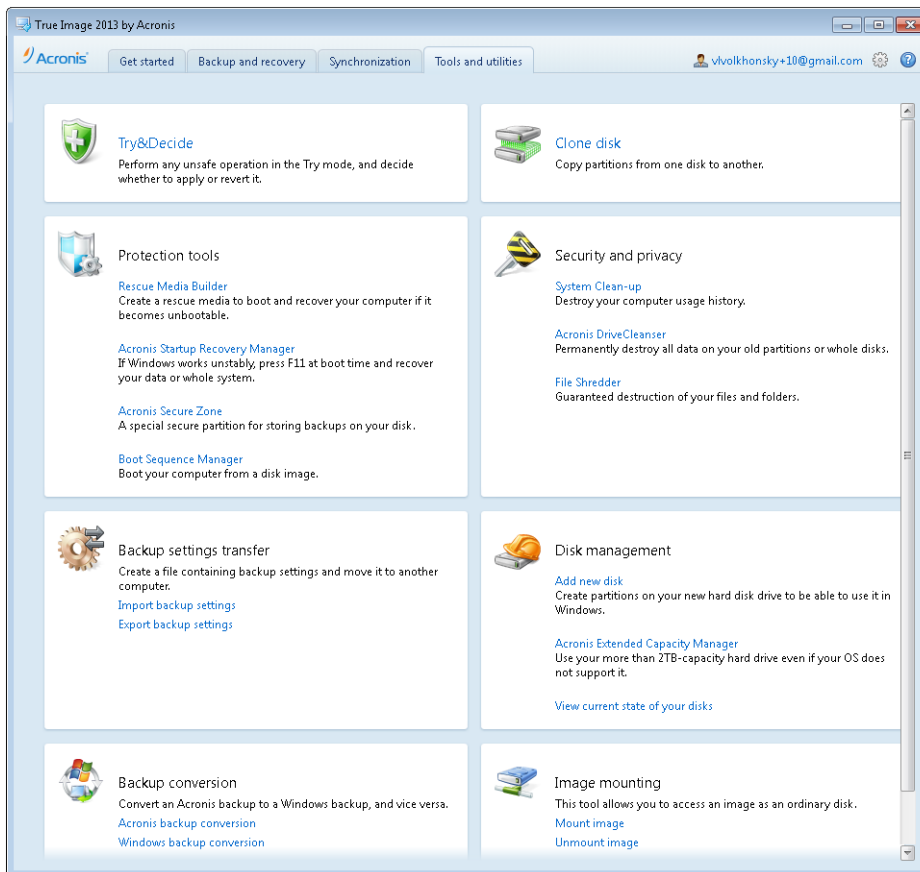 True Image 2013 by Acronis
Acronis
Get started
Backup and recovery
Synchronization
Tools and utilities
vlvolkhonsky+10@gmail.com
Try&Decide
Perform any unsafe operation in the Try mode, and decide
whether to apply or revert it.
Clone disk
Copy partitions from one disk to another.
Protection tools
Rescue Media Builder
Create a rescue media to boot and recover your computer if it
becomes unbootable.
Acronis Startup Recovery Manager
If Windows works unstably, press F11 at boot time and recover
your data or whole system.
Acronis Secure Zone
A special secure partition for storing backups on your disk.
Boot Sequence Manager
Boot your computer from a disk image.
Security and privacy
System Clean-up
Destroy your computer usage history.
Acronis DriveCleanser
Permanently destroy all data on your old partitions or whole disks.
File Shredder
Guaranteed destruction of your files and folders.
Backup settings transfer
Create a file containing backup settings and move it to another
computer.
Import backup settings
Export backup settings
Disk management
Add new disk
Create partitions on your new hard disk drive to be able to use it in
Windows.
Acronis Extended Capacity Manager
Use your more than 2TB-capacity hard drive even if your OS does
not support it.
View current state of your disks
Backup conversion
Convert an Acronis backup to a Windows backup, and vice versa.
Acronis backup conversion
Windows backup conversion
Image mounting
This tool allows you to access an image as an ordinary disk.
Mount image
Unmount image